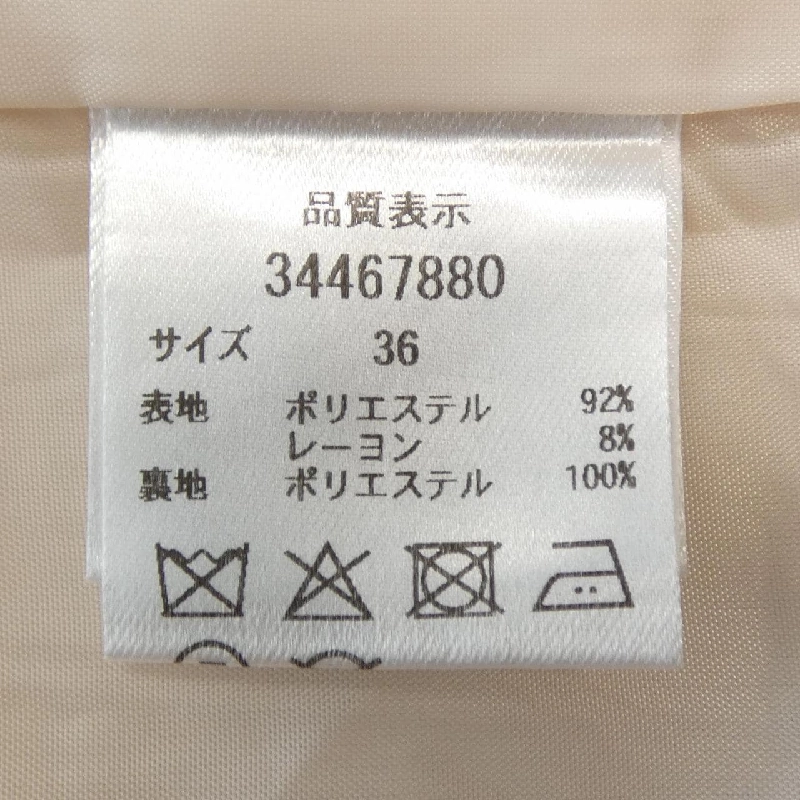 品質表示
34467880
サイズ 36
表地 ポリエステル 92%
レーヨン 8%
裏地 ポリエステル 100%